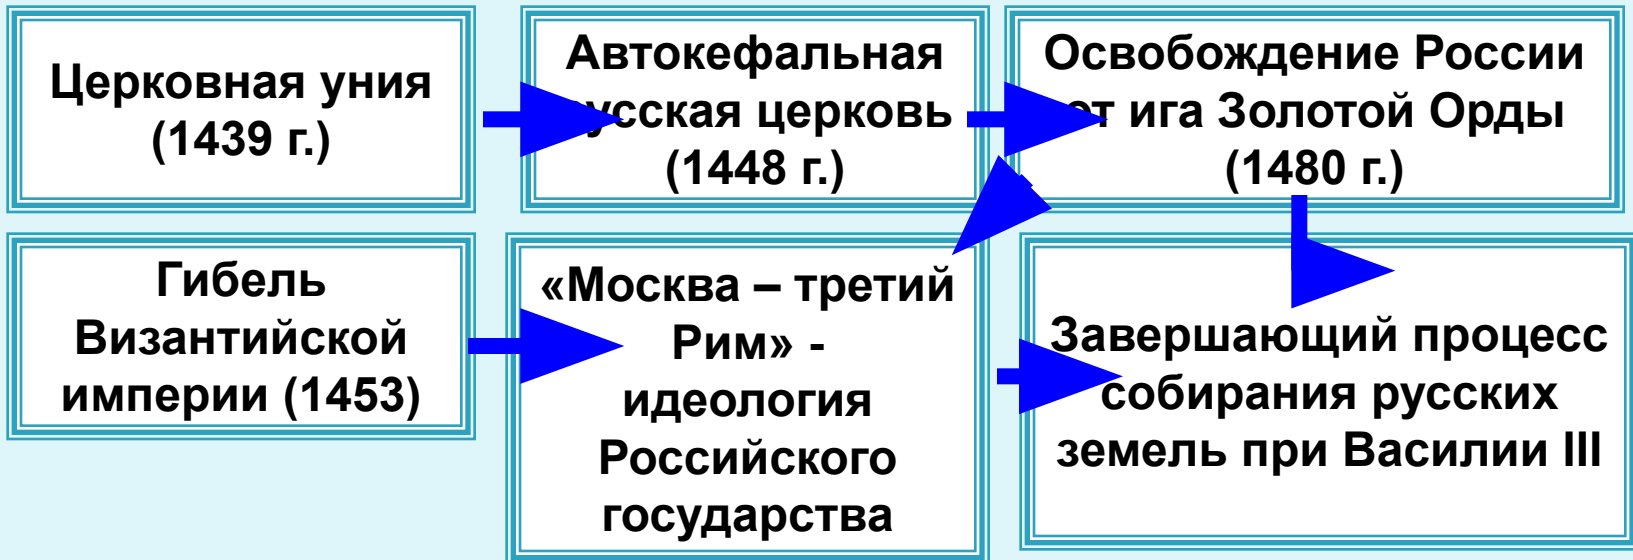 Церковная уния
(1439 г.)
Автокефальная
русская церковь
(1448 г.)
Освобождение России
от ига Золотой Орды
(1480 г.)
Гибель
Византийской
империи (1453)
«Москва – третий
Рим» -
идеология
Российского
государства
Завершающий процесс
собирания русских
земель при Василии III